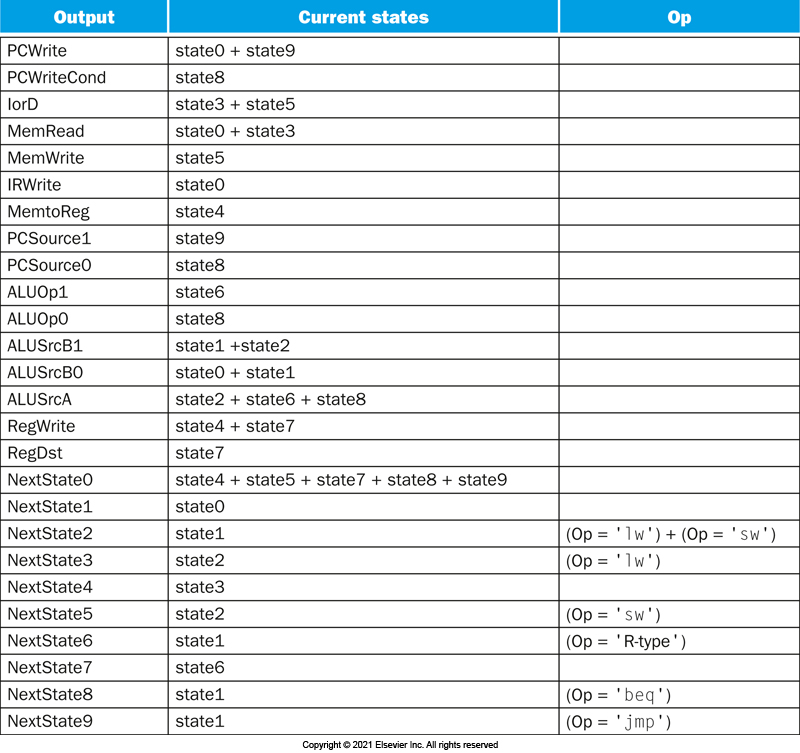 Output Current states Op
PCWrite state0 + state9
PCWriteCond state8
IorD state3 + state5
MemRead state0 + state3
MemWrite state5
IRWrite state0
MemtoReg state4
PCSource1 state9
PCSource0 state8
ALUOp1 state6
ALUOp0 state8
ALUSrcB1 state1 +state2
ALUSrcB0 state0 + state1
ALUSrcA state2 + state6 + state8
RegWrite state4 + state7
RegDst state7
NextState0 state4 + state5 + state7 + state8 + state9
NextState1 state0
NextState2 state1 (Op = 'lw') + (Op = 'sw')
NextState3 state2 (Op = 'lw')
NextState4 state3
NextState5 state2 (Op = 'sw')
NextState6 state1 (Op = 'R-type')
NextState7 state6
NextState8 state1 (Op = 'beq')
NextState9 state1 (Op = 'jmp')
Copyright © 2021 Elsevier Inc. All rights reserved